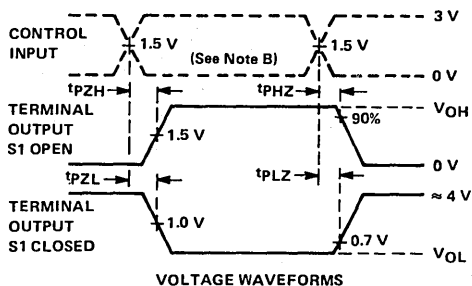 3 V
CONTROL
INPUT
1.5 V
(See Note B)
1.5 V
0 V
tPZH
tPHZ
TERMINAL
OUTPUT
S1 OPEN
1.5 V
90%
VOH
0 V
tPZL
tPLZ
TERMINAL
OUTPUT
S1 CLOSED
1.0 V
0.7 V
≈ 4 V
VOL
VOLTAGE WAVEFORMS